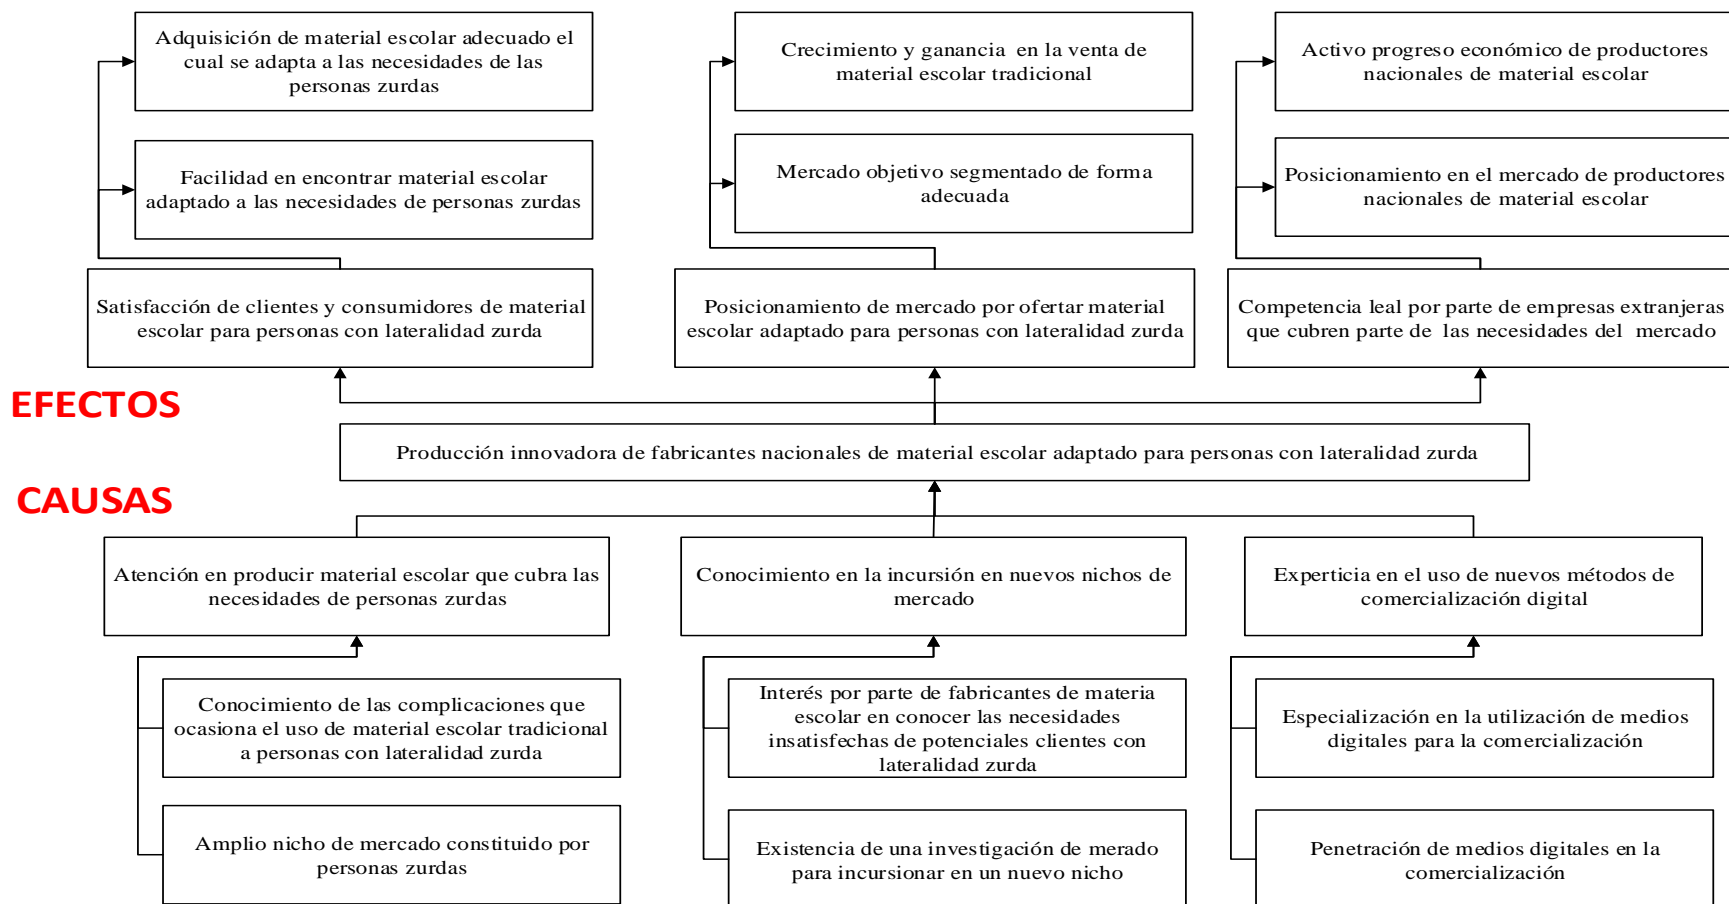 Adquisición de material escolar adecuado el
cual se adapta a las necesidades de las
personas zurdas
Crecimiento y ganancia en la venta de
material escolar tradicional
Activo progreso económico de productores
nacionales de material escolar
Facilidad en encontrar material escolar
adaptado a las necesidades de personas zurdas
Mercado objetivo segmentado de forma
adecuada
Posicionamiento en el mercado de productores
nacionales de material escolar
Satisfacción de clientes y consumidores de material
escolar para personas con lateralidad zurda
Posicionamiento de mercado por ofertar material
escolar adaptado para personas con lateralidad zurda
Competencia leal por parte de empresas extranjeras
que cubren parte de las necesidades del mercado
EFECTOS
Producción innovadora de fabricantes nacionales de material escolar adaptado para personas con lateralidad zurda
CAUSAS
Atención en producir material escolar que cubra las
necesidades de personas zurdas
Conocimiento en la incursión en nuevos nichos de
mercado
Experticia en el uso de nuevos métodos de
comercialización digital
Conocimiento de las complicaciones que
ocasiona el uso de material escolar tradicional
a personas con lateralidad zurda
Interés por parte de fabricantes de materia
escolar en conocer las necesidades
insatisfechas de potenciales clientes con
lateralidad zurda
Especialización en la utilización de medios
digitales para la comercialización
Amplio nicho de mercado constituido por
personas zurdas
Existencia de una investigación de merado
para incursionar en un nuevo nicho
Penetración de medios digitales en la
comercialización